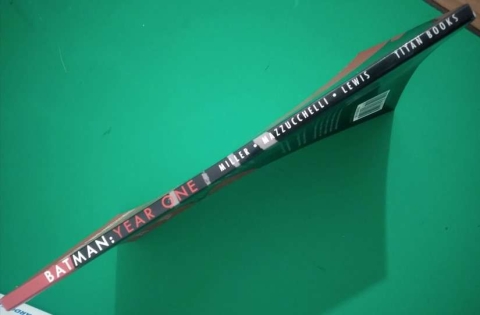 BATMAN: YEAR ONE MILLER • MAZZUCCHELLI • LEWIS TITAN BOOKS